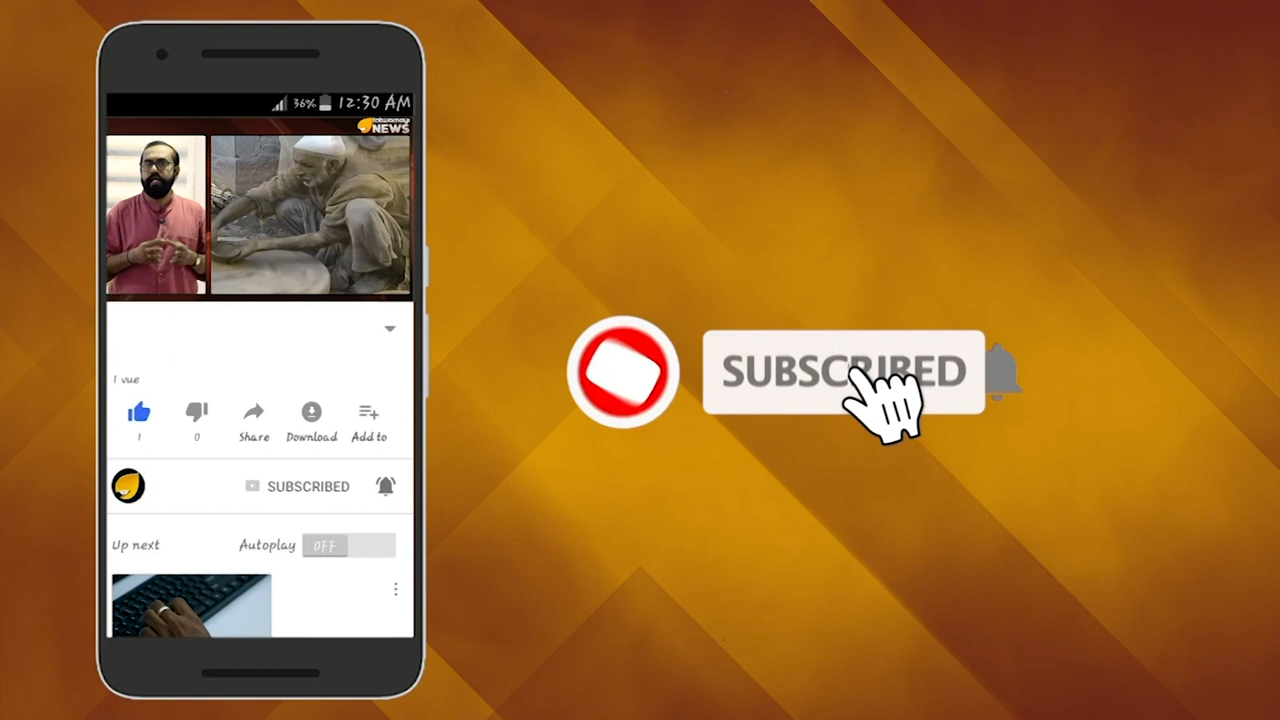 36% 12:30 AM
tatwamayi
NEWS
1 vue
1
0
Share
Download
Add to
SUBSCRIBED
Up next
Autoplay
OFF
SUBSCRIBED